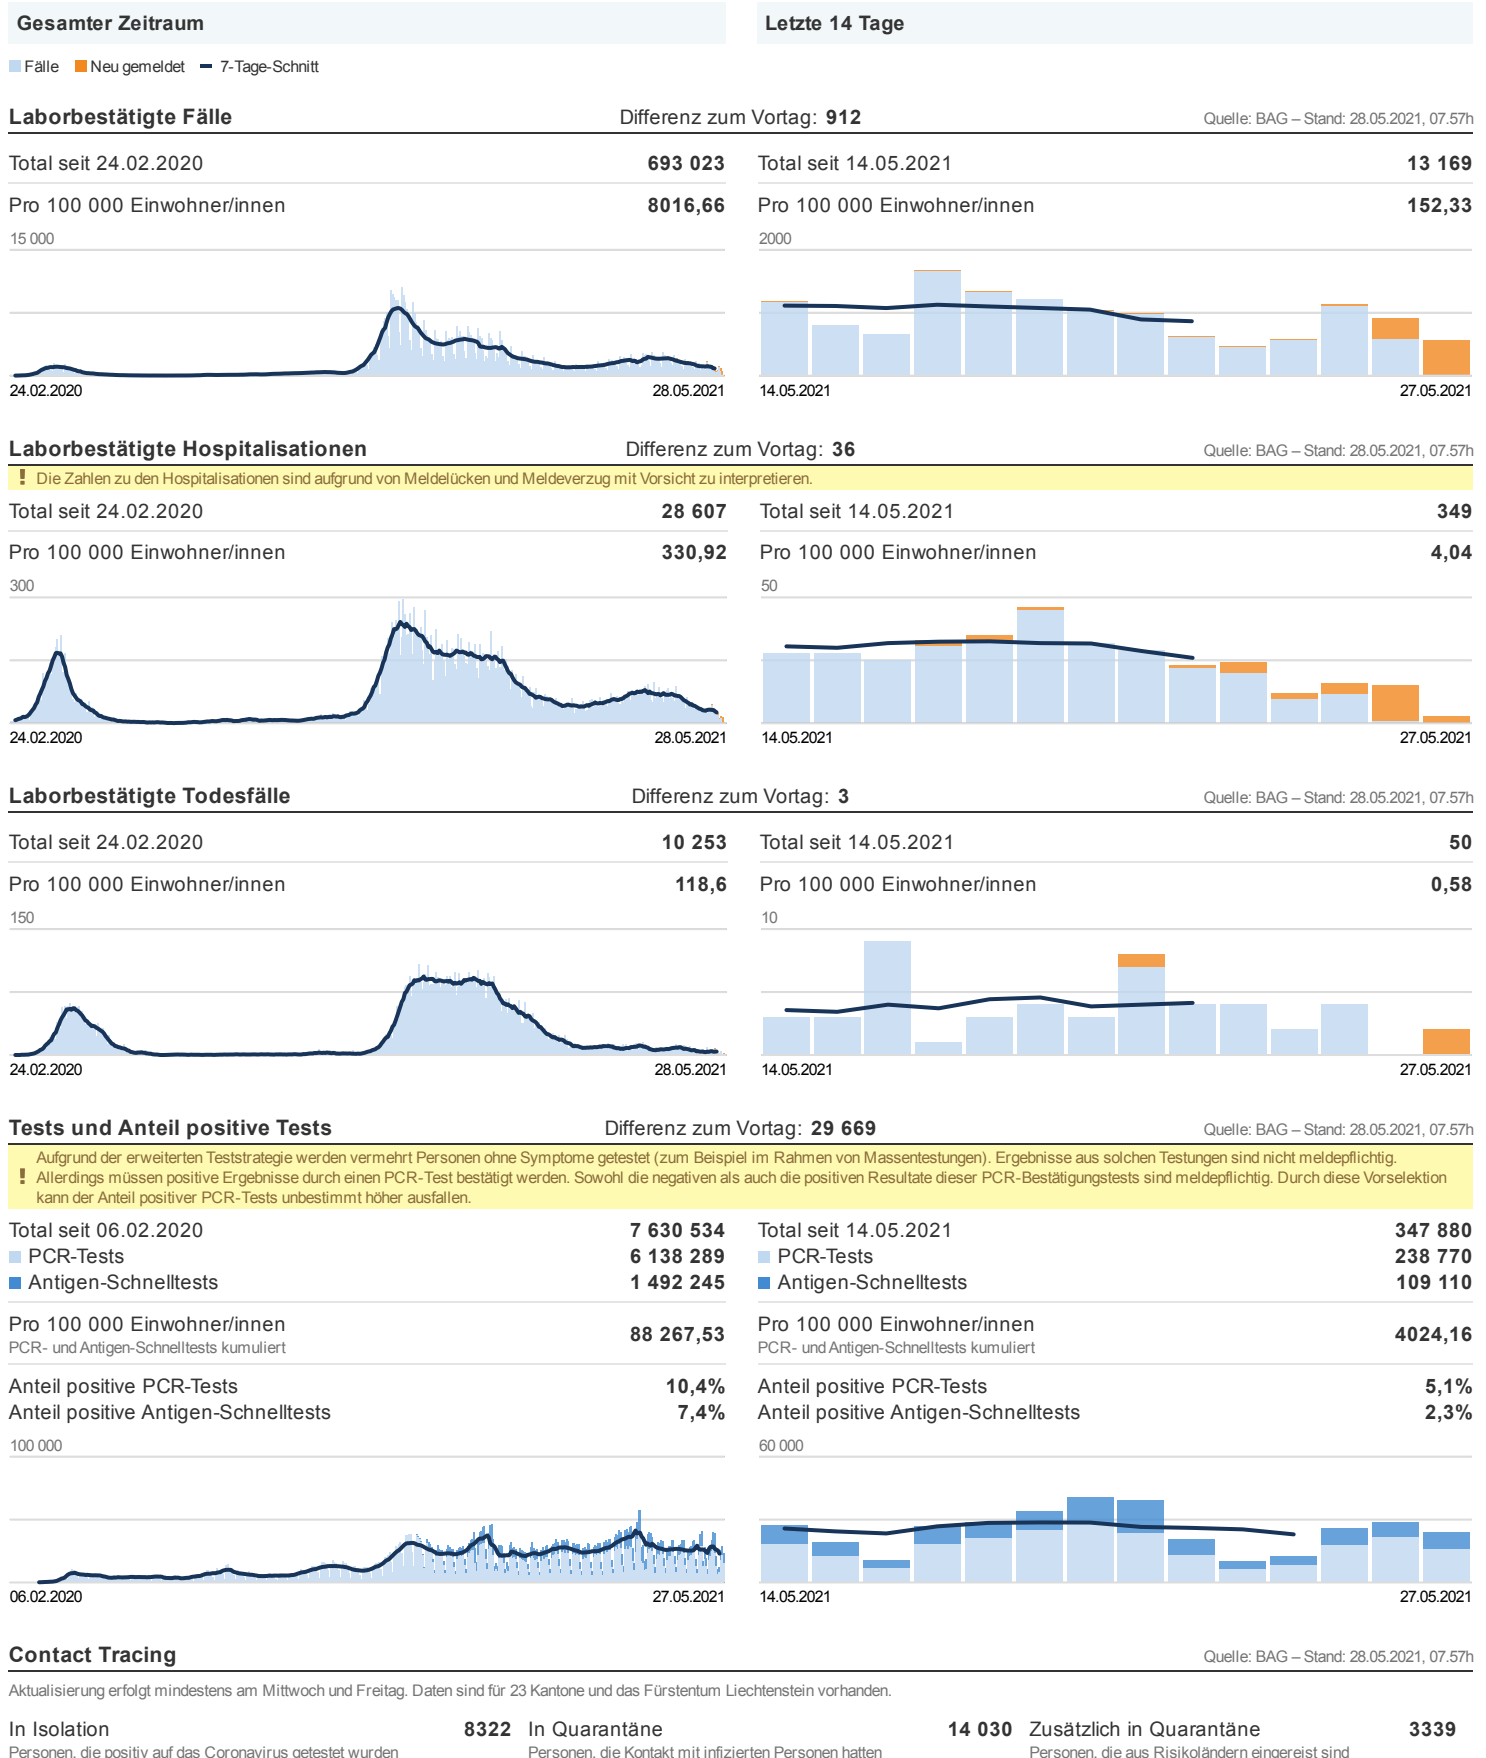 Gesamter Zeitraum
Letzte 14 Tage
Fälle Neu gemeldet 7-Tage-Schnitt
Laborbestätigte Fälle Differenz zum Vortag: 912 Quelle: BAG – Stand: 28.05.2021, 07.57h
Total seit 24.02.2020 693 023
Pro 100 000 Einwohner/innen 8016,66
15 000
24.02.2020 28.05.2021
Total seit 14.05.2021 13 169
Pro 100 000 Einwohner/innen 152,33
2000
14.05.2021 27.05.2021
Laborbestätigte Hospitalisationen Differenz zum Vortag: 36 Quelle: BAG – Stand: 28.05.2021, 07.57h
! Die Zahlen zu den Hospitalisationen sind aufgrund von Meldelücken und Meldeverzug mit Vorsicht zu interpretieren.
Total seit 24.02.2020 28 607
Pro 100 000 Einwohner/innen 330,92
300
24.02.2020 28.05.2021
Total seit 14.05.2021 349
Pro 100 000 Einwohner/innen 4,04
50
14.05.2021 27.05.2021
Laborbestätigte Todesfälle Differenz zum Vortag: 3 Quelle: BAG – Stand: 28.05.2021, 07.57h
Total seit 24.02.2020 10 253
Pro 100 000 Einwohner/innen 118,6
150
24.02.2020 28.05.2021
Total seit 14.05.2021 50
Pro 100 000 Einwohner/innen 0,58
10
14.05.2021 27.05.2021
Tests und Anteil positive Tests Differenz zum Vortag: 29 669 Quelle: BAG – Stand: 28.05.2021, 07.57h
Aufgrund der erweiterten Teststrategie werden vermehrt Personen ohne Symptome getestet (zum Beispiel im Rahmen von Massentestungen). Ergebnisse aus solchen Testungen sind nicht meldepflichtig.
! Allerdings müssen positive Ergebnisse durch einen PCR-Test bestätigt werden. Sowohl die negativen als auch die positiven Resultate dieser PCR-Bestätigungstests sind meldepflichtig. Durch diese Vorselektion
kann der Anteil positiver PCR-Tests unbestimmt höher ausfallen.
Total seit 06.02.2020 7 630 534
PCR-Tests 6 138 289
Antigen-Schnelltests 1 492 245
Pro 100 000 Einwohner/innen 88 267,53
PCR- und Antigen-Schnelltests kumuliert
Anteil positive PCR-Tests 10,4%
Anteil positive Antigen-Schnelltests 7,4%
100 000
06.02.2020 27.05.2021
Total seit 14.05.2021 347 880
PCR-Tests 238 770
Antigen-Schnelltests 109 110
Pro 100 000 Einwohner/innen 4024,16
PCR- und Antigen-Schnelltests kumuliert
Anteil positive PCR-Tests 5,1%
Anteil positive Antigen-Schnelltests 2,3%
60 000
14.05.2021 27.05.2021
Contact Tracing Quelle: BAG – Stand: 28.05.2021, 07.57h
Aktualisierung erfolgt mindestens am Mittwoch und Freitag. Daten sind für 23 Kantone und das Fürstentum Liechtenstein vorhanden.
In Isolation 8322
Personen, die positiv auf das Coronavirus getestet wurden
In Quarantäne 14 030
Personen, die Kontakt mit infizierten Personen hatten
Zusätzlich in Quarantäne 3339
Personen, die aus Risikoländern eingereist sind